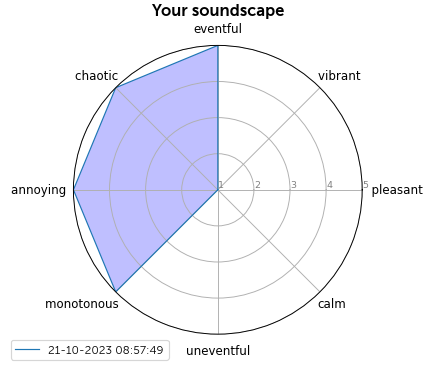 Your soundscape
eventful
chaotic
vibrant
annoying
1 2 3 4 5
pleasant
monotonous
calm
uneventful
21-10-2023 08:57:49